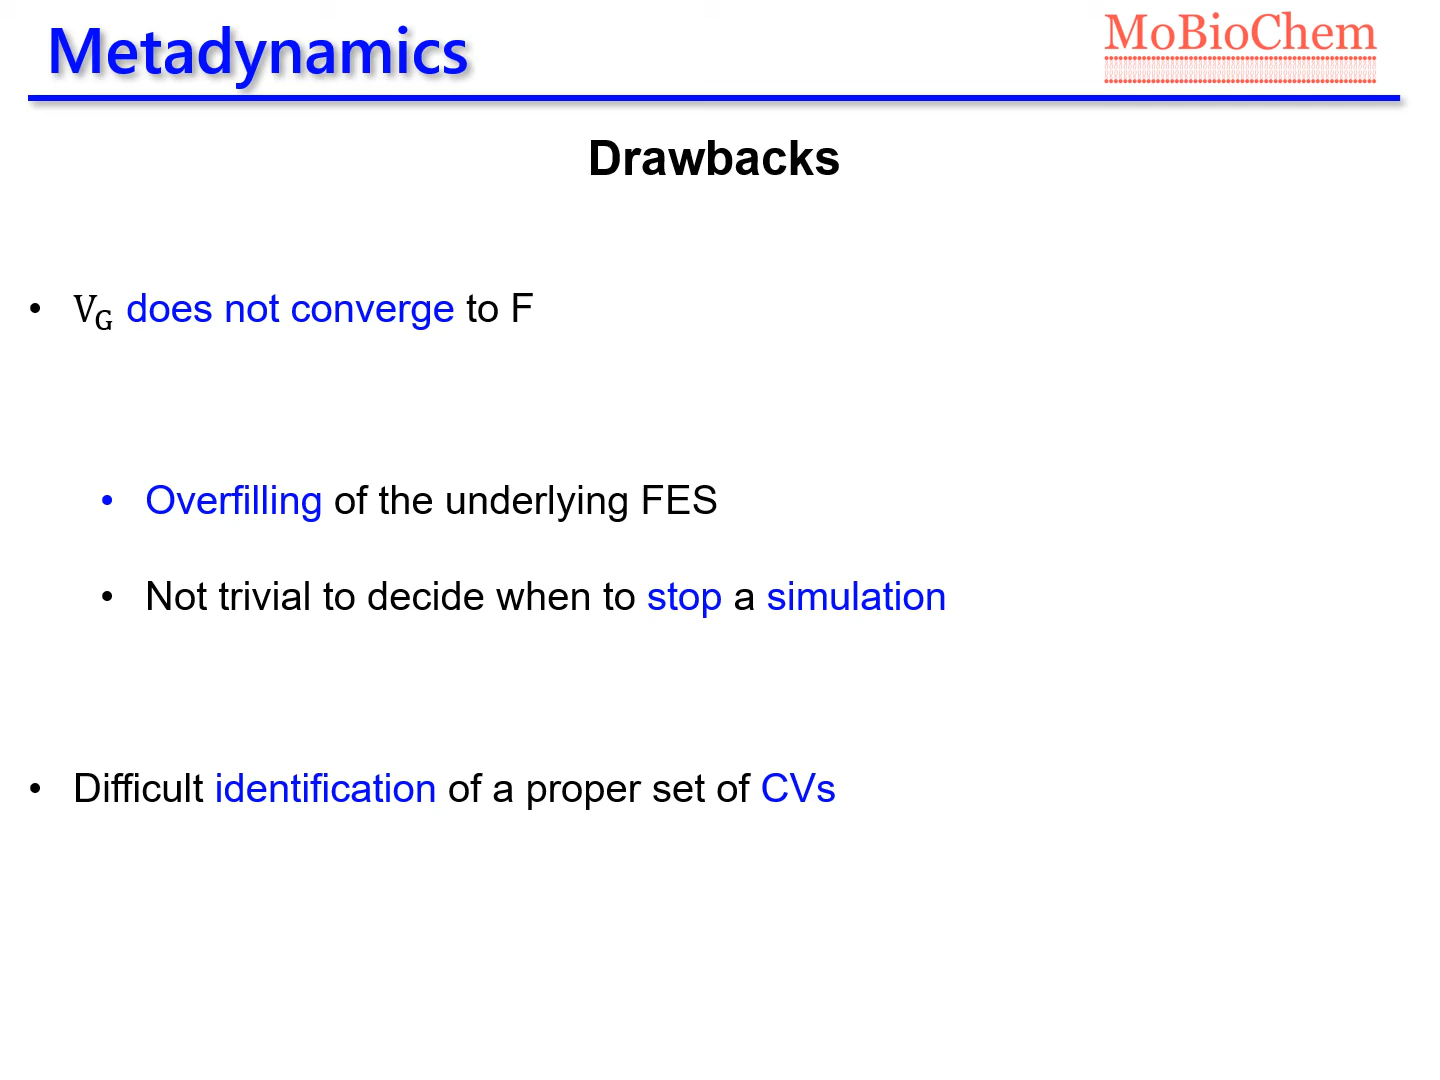 Metadynamics
MoBioChem
Drawbacks
• V_G does not converge to F
• Overfilling of the underlying FES
• Not trivial to decide when to stop a simulation
• Difficult identification of a proper set of CVs